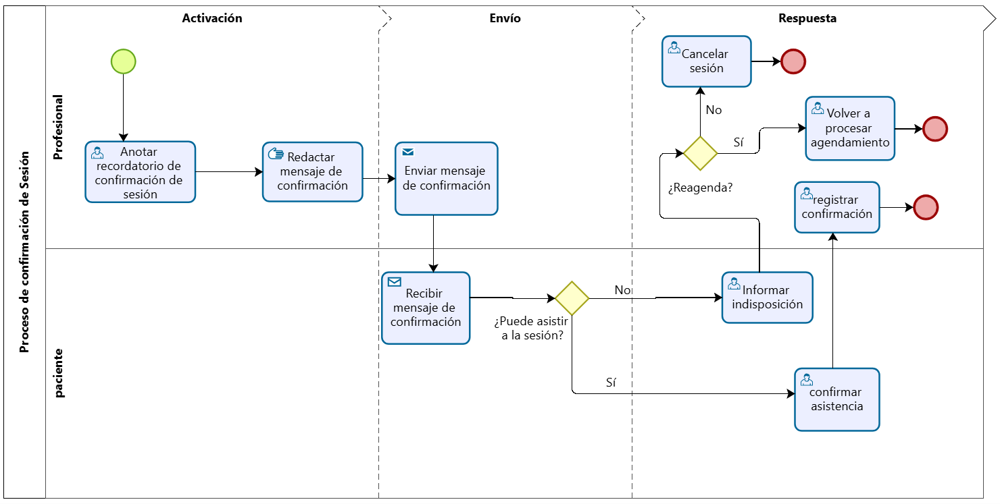 Activación
Envío
Respuesta
Proceso de confirmación de Sesión
Profesional
paciente
Anotar
recordatorio de
confirmación de
sesión
Redactar
mensaje de
confirmación
Enviar mensaje
de confirmación
Cancelar
sesión
No
Sí
Volver a
procesar
agendamiento
¿Reagenda?
registrar
confirmación
Recibir
mensaje de
confirmación
¿Puede asistir
a la sesión?
No
Informar
indisposición
Sí
confirmar
asistencia